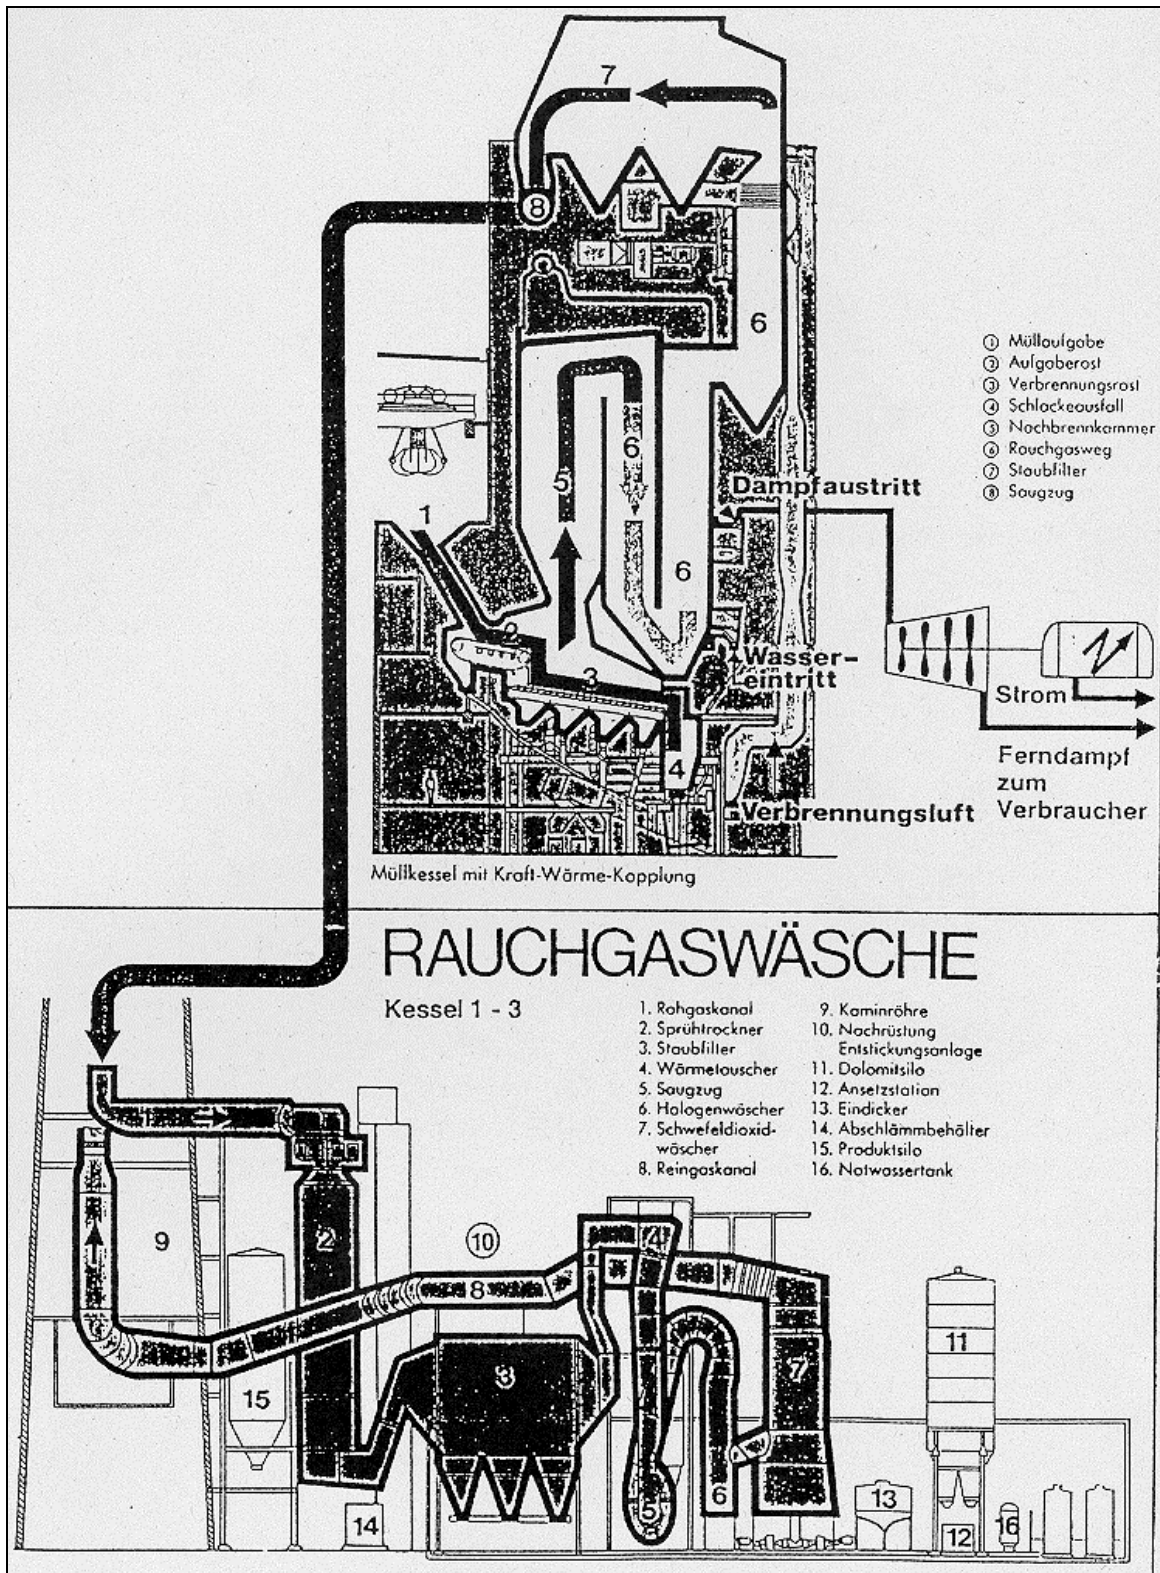 7
8
6
① Müllaufgabe
② Aufgaberost
③ Verbrennungsrost
④ Schlackeausfall
⑤ Nachbrennkammer
⑥ Rauchgasweg
⑦ Staubfilter
⑧ Saugzug
6
5
Dampfaustritt
1
6
2
Wasser-
eintritt
3
Strom
4
Ferndampf
zum
Verbraucher
Verbrennungsluft
Müllkessel mit Kraft-Wärme-Kopplung
RAUCHGASWÄSCHE
Kessel 1 - 3
1. Rohgaskanal
2. Sprühtrockner
3. Staubfilter
4. Wärmetauscher
5. Saugzug
6. Halogenwäscher
7. Schwefeldioxid-
wäscher
8. Reingaskanal
9. Kaminröhre
10. Nachrüstung
Entstickungsanlage
11. Dolomitsilo
12. Ansetzstation
13. Eindicker
14. Abschlämmbehälter
15. Produktsilo
16. Notwassertank
9
2
10
4
8
11
3
7
15
5
6
13
14
12
16